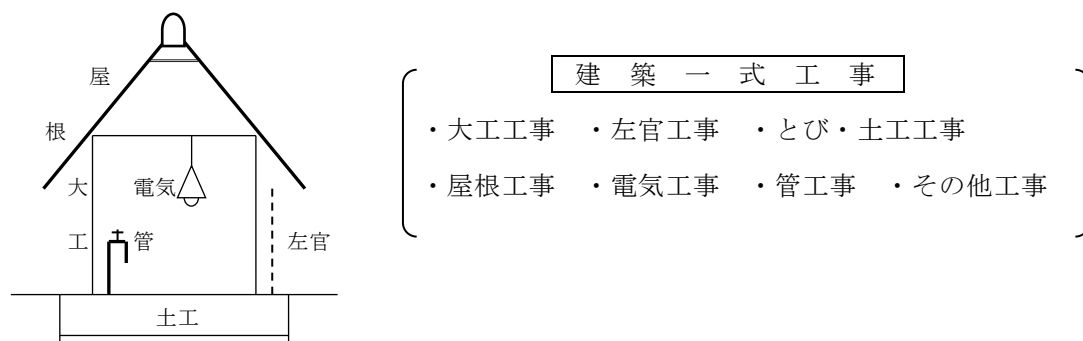 屋根
大工
電気
管
左官
土工
建築一式工事
・大工工事　・左官工事　・とび・土工工事
・屋根工事　・電気工事　・管工事　・その他工事